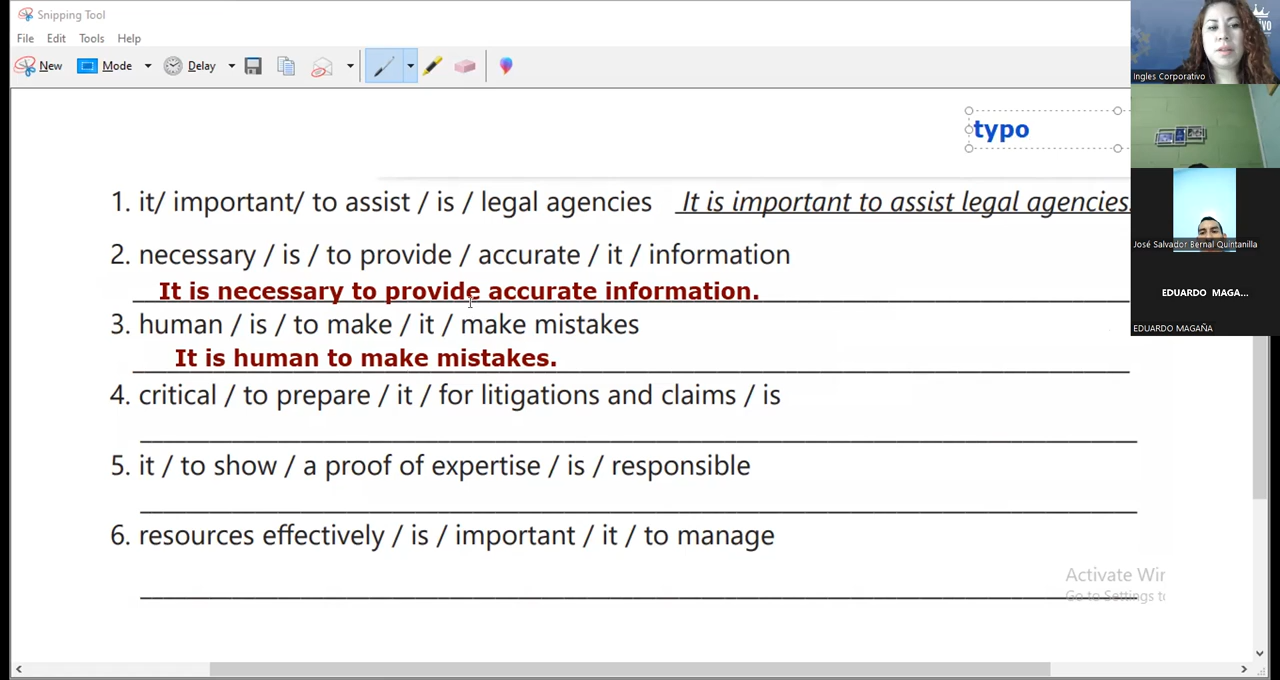 Snipping Tool
File Edit Tools Help
New Mode Delay
typo
1. it/ important/ to assist / is / legal agencies It is important to assist legal agencies.
2. necessary / is / to provide / accurate / it / information
It is necessary to provide accurate information.
3. human / is / to make / it / make mistakes
It is human to make mistakes.
4. critical / to prepare / it / for litigations and claims / is
5. it / to show / a proof of expertise / is / responsible
6. resources effectively / is / important / it / to manage
Activate Wir
Go to Settings to
Ingles Corporativo
José Salvador Bernal Quintanilla
EDUARDO MAGA...
EDUARDO MAGAÑA